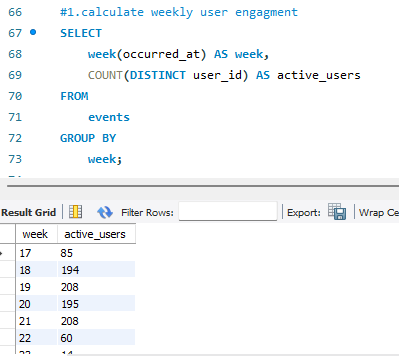 66 #1.calculate weekly user engagment
67 SELECT
68 week(occurred_at) AS week,
69 COUNT(DISTINCT user_id) AS active_users
70 FROM
71 events
72 GROUP BY
73 week;
Result Grid Filter Rows: Export: Wrap Ce
week active_users
17 85
18 194
19 208
20 195
21 208
22 60